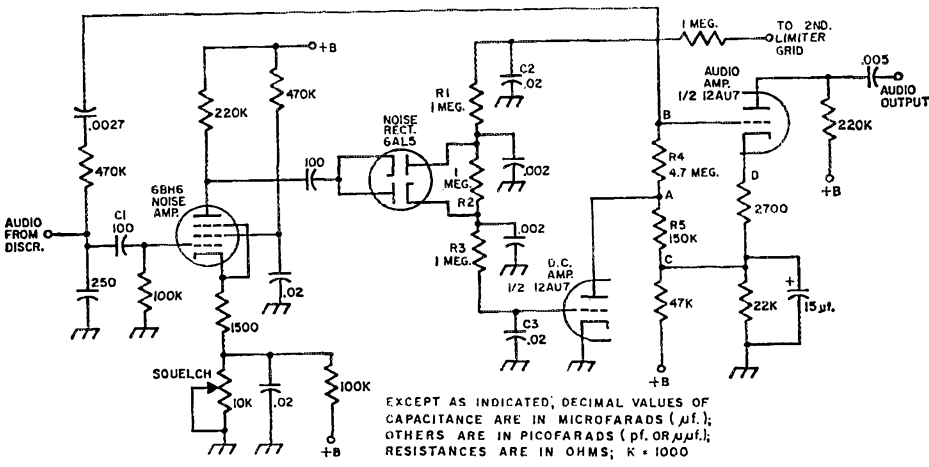 1 MEG.
TO 2ND.
LIMITER
GRID
+B
C2
.02
AUDIO
AMP.
1/2 12AU7
.005
AUDIO
OUTPUT
R1
1 MEG.
470K
220K
NOISE
RECT.
6AL5
B
220K
+B
.0027
.002
R4
4.7 MEG.
D
470K
100
1
MEG.
R2
6BH6
NOISE
AMP.
A
2700
AUDIO
FROM
DISCR.
C1
100
.002
R5
150K
R3
1 MEG.
D.C.
AMP.
1/2 12AU7
C
250
100K
.02
47K
22K
+
15 µf.
1500
C3
.02
SQUELCH
10K
.02
100K
+B
+B
EXCEPT AS INDICATED, DECIMAL VALUES OF
CAPACITANCE ARE IN MICROFARADS (µf.);
OTHERS ARE IN PICOFARADS (pf. OR µµf.);
RESISTANCES ARE IN OHMS; K = 1000